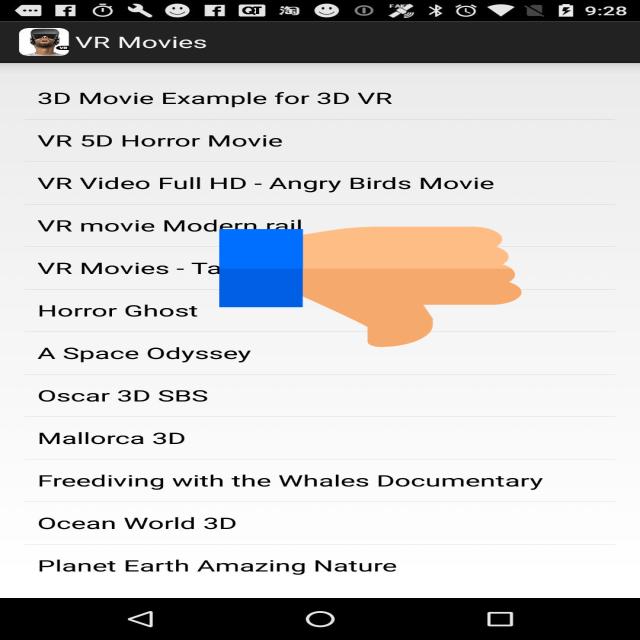 QT 淘 9:28
VR Movies
3D Movie Example for 3D VR
VR 5D Horror Movie
VR Video Full HD - Angry Birds Movie
VR movie Modern rail
VR Movies -
Horror Ghost
A Space Odyssey
Oscar 3D SBS
Mallorca 3D
Freediving with the Whales Documentary
Ocean World 3D
Planet Earth Amazing Nature